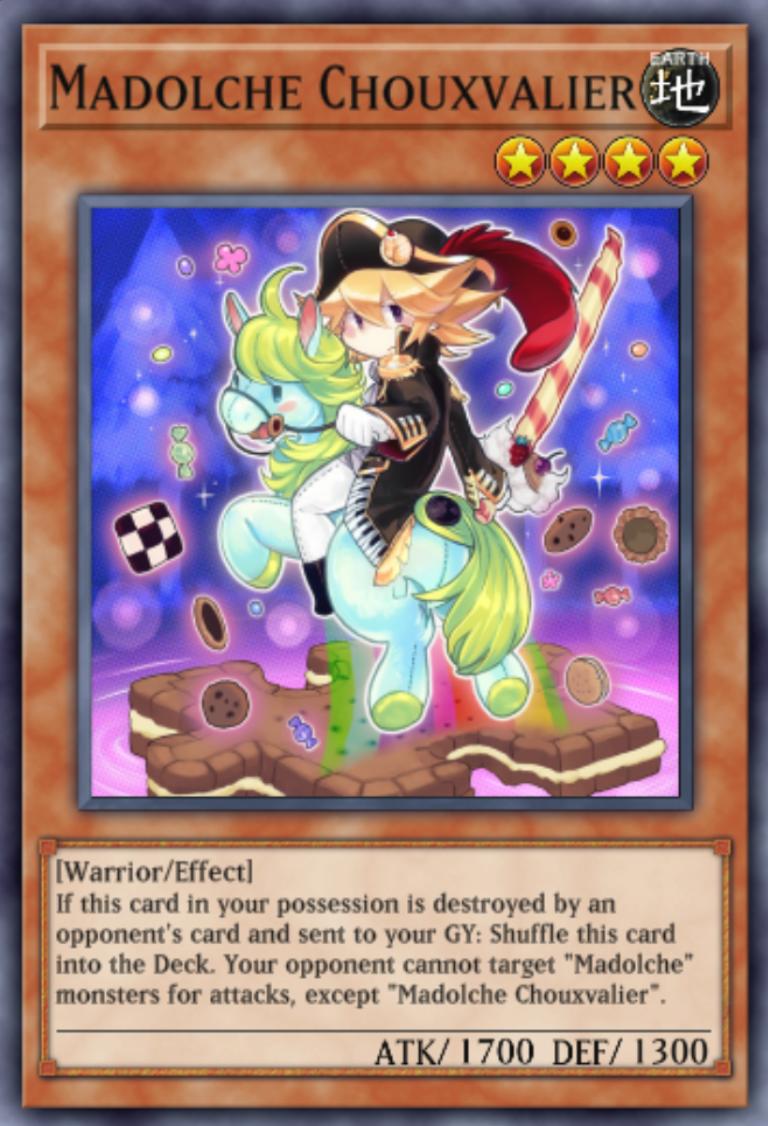 Madolche Chouxvalier
EARTH
地
[Warrior/Effect]
If this card in your possession is destroyed by an
opponent's card and sent to your GY: Shuffle this card
into the Deck. Your opponent cannot target "Madolche"
monsters for attacks, except "Madolche Chouxvalier".
ATK/ 1700 DEF/ 1300